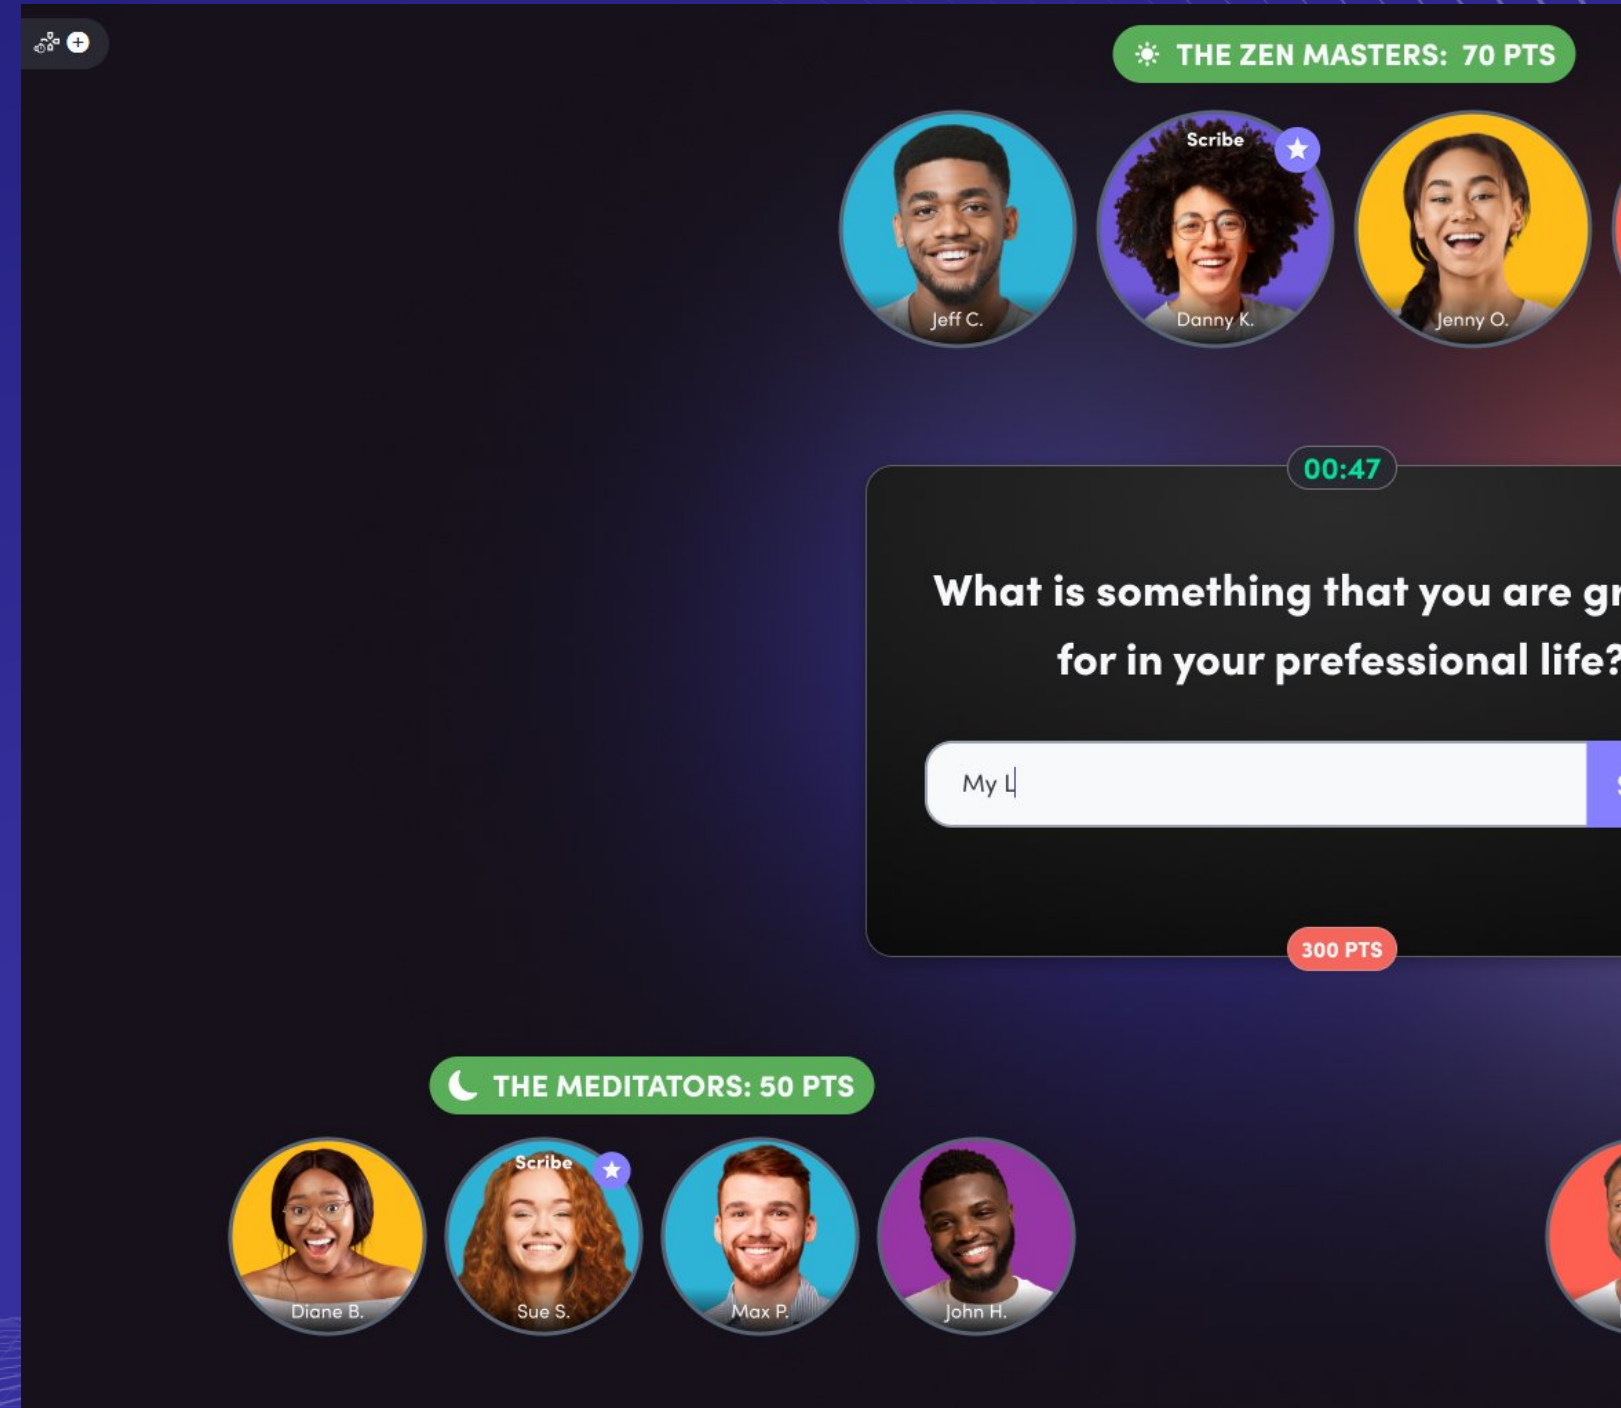 THE ZEN MASTERS: 70 PTS
Scribe
Jeff C.
Danny K.
Jenny O.
00:47
What is something that you are
for in your prefessional life?
My L
300 PTS
THE MEDITATORS: 50 PTS
Scribe
Diane B.
Sue S.
Max P.
John H.